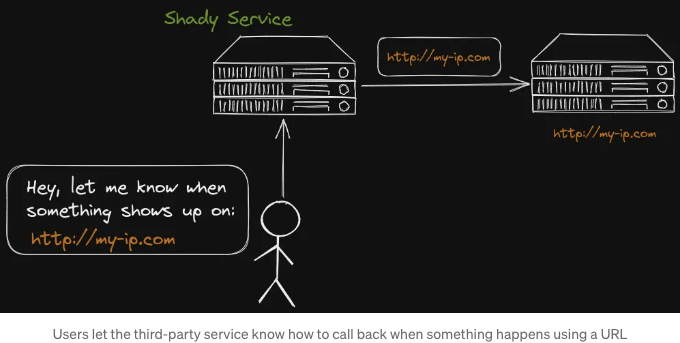 Shady Service
http://my-ip.com
http://my-ip.com
Hey, let me know when
something shows up on:
http://my-ip.com
Users let the third-party service know how to call back when something happens using a URL